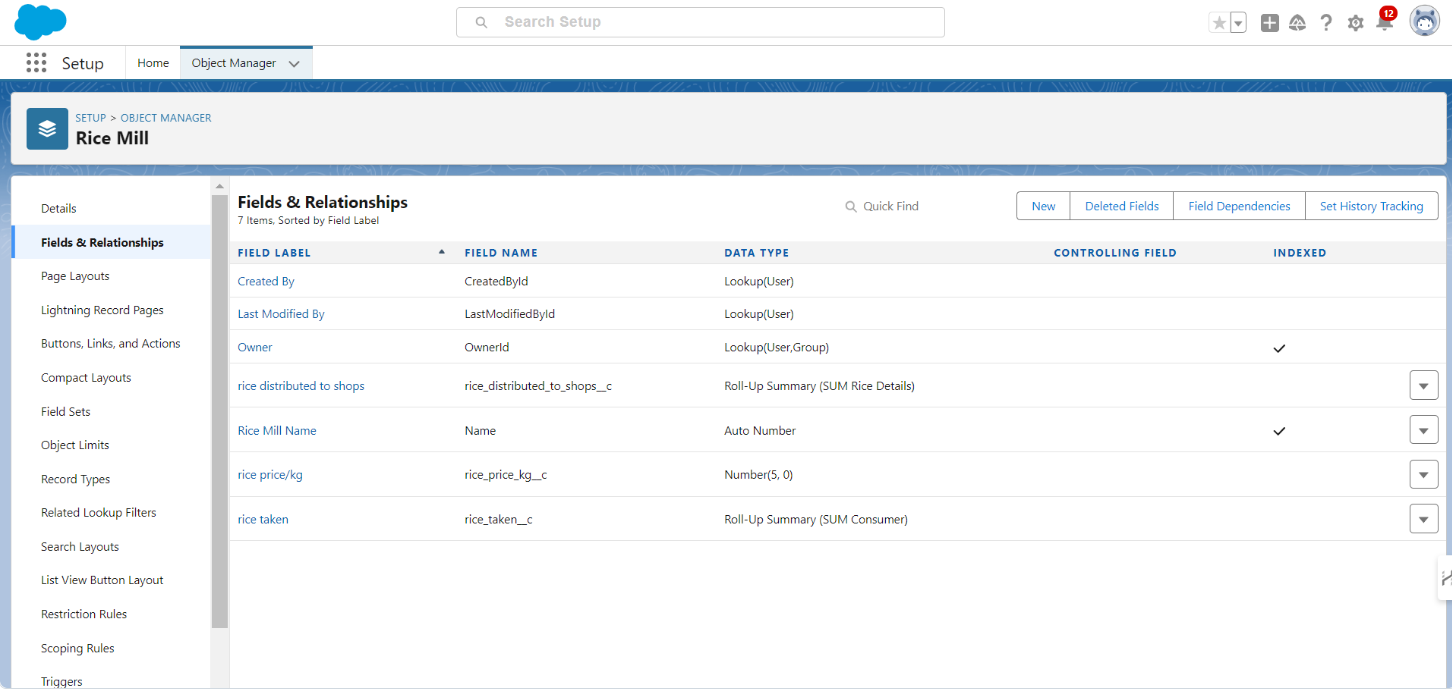 Search Setup
12
Setup
Home
Object Manager
SETUP > OBJECT MANAGER
Rice Mill
Details
Fields & Relationships
Page Layouts
Lightning Record Pages
Buttons, Links, and Actions
Compact Layouts
Field Sets
Object Limits
Record Types
Related Lookup Filters
Search Layouts
List View Button Layout
Restriction Rules
Scoping Rules
Triggers
Fields & Relationships
7 Items, Sorted by Field Label
Quick Find
New
Deleted Fields
Field Dependencies
Set History Tracking
FIELD LABEL FIELD NAME DATA TYPE CONTROLLING FIELD INDEXED
Created By CreatedById Lookup(User)
Last Modified By LastModifiedById Lookup(User)
Owner OwnerId Lookup(User,Group)
rice distributed to shops rice_distributed_to_shops__c Roll-Up Summary (SUM Rice Details)
Rice Mill Name Name Auto Number
rice price/kg rice_price_kg__c Number(5, 0)
rice taken rice_taken__c Roll-Up Summary (SUM Consumer)